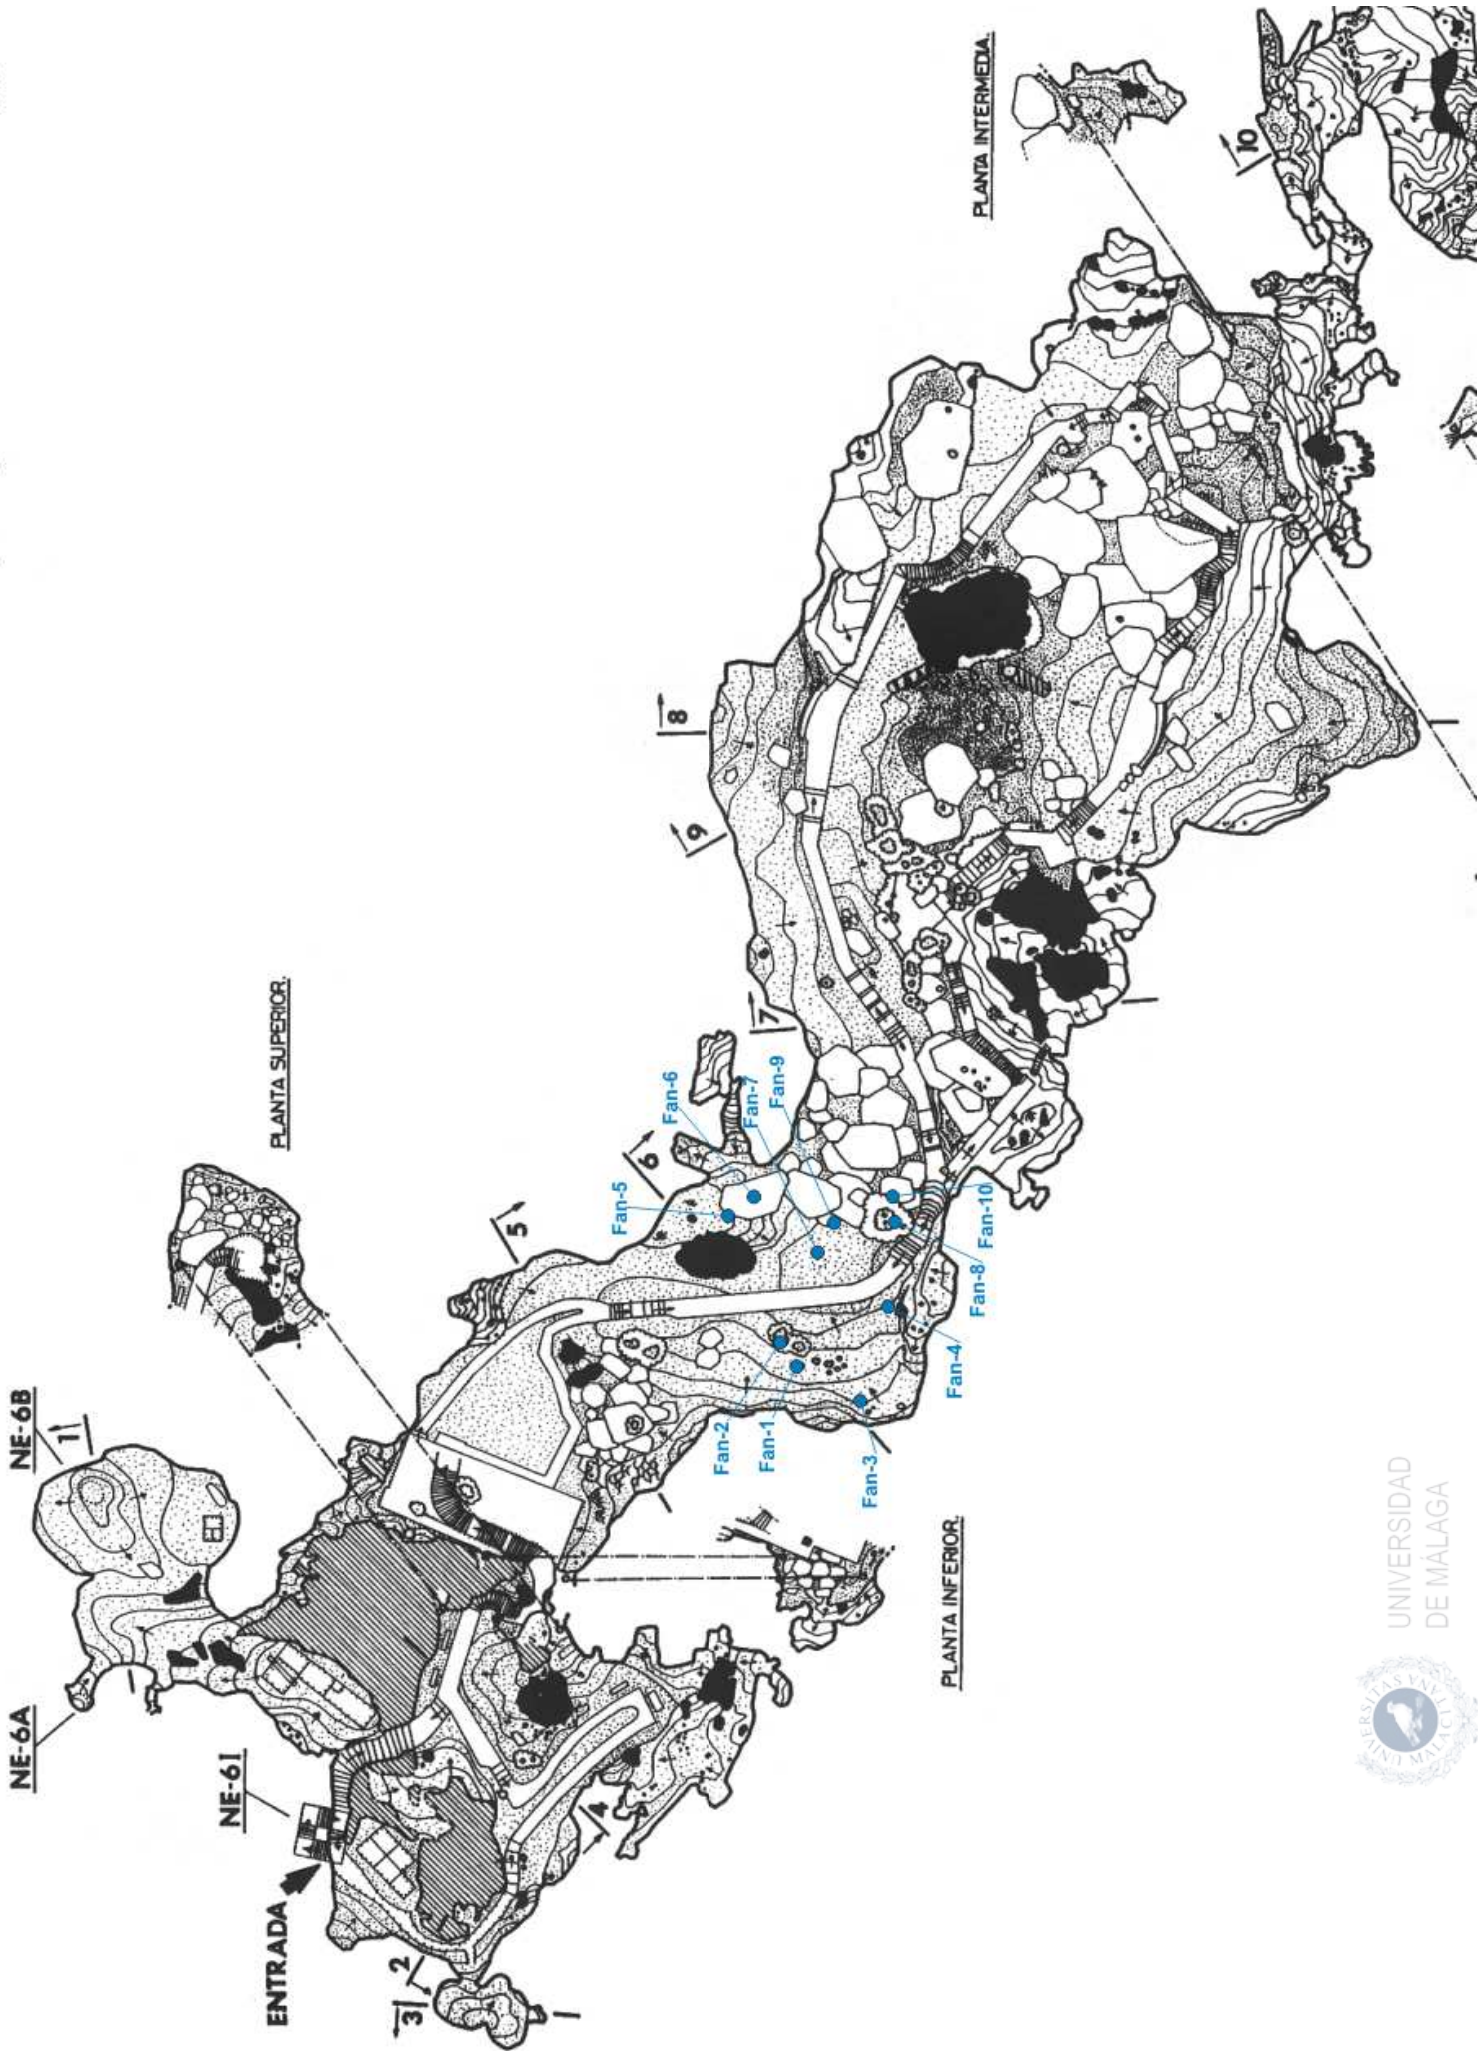 PLANTA INTERMEDIA.
10
8
9
PLANTA SUPERIOR.
7
Fan-9
Fan-6
Fan-7
6
Fan-5
5
Fan-10
Fan-8
Fan-4
NE-6B
1
Fan-2
Fan-1
Fan-3
NE-6A
PLANTA INFERIOR.
NE-6I
ENTRADA
4
2
3
UNIVERSIDAD
DE MÁLAGA